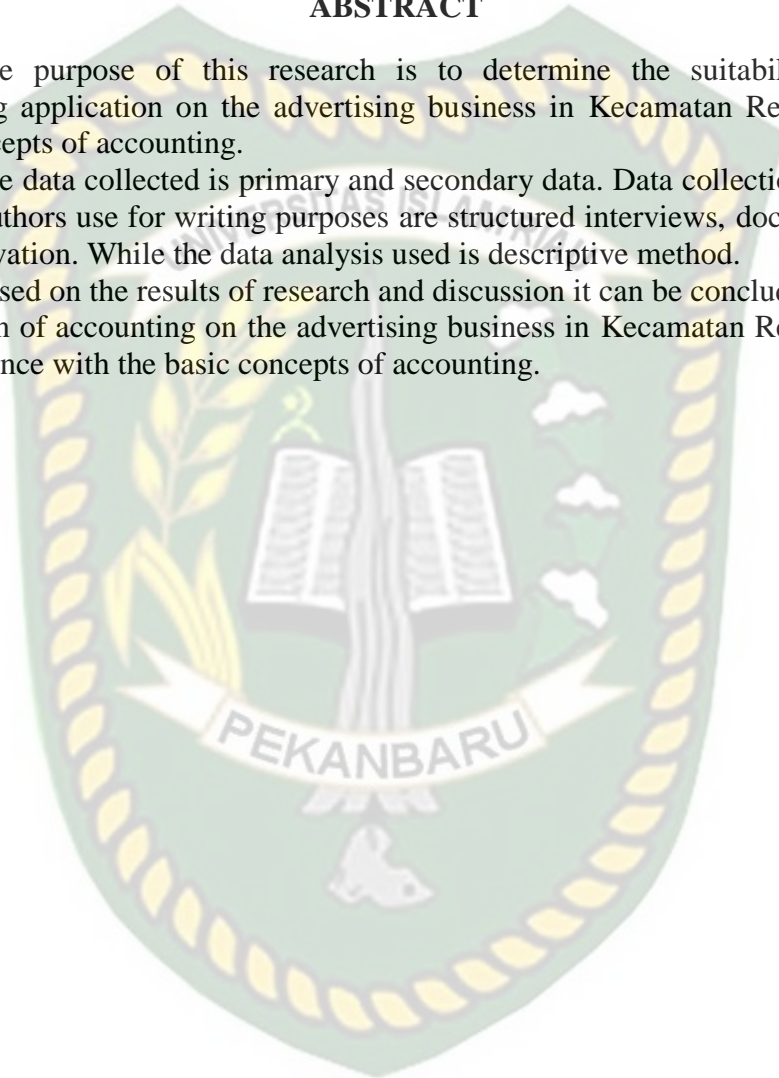 ABSTRACT
e purpose of this research is to determine the suitabil
g application on the advertising business in Kecamatan Re
cepts of accounting.
e data collected is primary and secondary data. Data collectio
uthors use for writing purposes are structured interviews, doc
vation. While the data analysis used is descriptive method.
sed on the results of research and discussion it can be conclu
n of accounting on the advertising business in Kecamatan Re
nce with the basic concepts of accounting.
UNIVERSITAS ISLAM RIAU
PEKANBARU